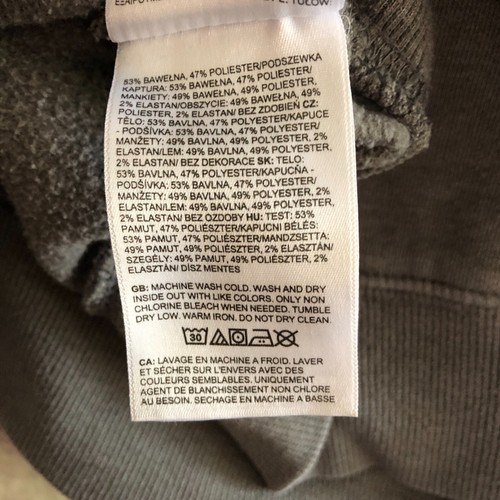 53% BAWEŁNA, 47% POLIESTER/PODSZEWKA
KAPTURA: 53% BAWEŁNA, 47% POLIESTER/
MANKIETY: 49% BAWEŁNA, 49% POLIESTER,
2% ELASTAN/OBSZYCIE: 49% BAWEŁNA, 49%
POLIESTER, 2% ELASTAN/ BEZ ZDOBIEŃ CZ:
TĚLO: 53% BAVLNA, 47% POLYESTER/KAPUCE
- PODŠÍVKA: 53% BAVLNA, 47% POLYESTER/
MANŽETY: 49% BAVLNA, 49% POLYESTER, 2%
ELASTAN/LEM: 49% BAVLNA, 49% POLYESTER,
2% ELASTAN/ BEZ DEKORACE SK: TELO:
53% BAVLNA, 47% POLYESTER/KAPUCŇA -
PODŠÍVKA: 53% BAVLNA, 47% POLYESTER/
MANŽETY: 49% BAVLNA, 49% POLYESTER, 2%
ELASTAN/LEM: 49% BAVLNA, 49% POLYESTER,
2% ELASTAN/ BEZ OZDOBY HU: TEST: 53%
PAMUT, 47% POLIÉSZTER/KAPUCNI BÉLÉS:
53% PAMUT, 47% POLIÉSZTER/MANDZSETTA:
49% PAMUT, 49% POLIÉSZTER, 2% ELASZTÁN/
SZEGÉLY: 49% PAMUT, 49% POLIÉSZTER, 2%
ELASZTÁN/ DÍSZ MENTES
GB: MACHINE WASH COLD. WASH AND DRY
INSIDE OUT WITH LIKE COLORS. ONLY NON
CHLORINE BLEACH WHEN NEEDED. TUMBLE
DRY LOW. WARM IRON. DO NOT DRY CLEAN.
30
CA: LAVAGE EN MACHINE A FROID. LAVER
ET SÉCHER SUR L'ENVERS AVEC DES
COULEURS SEMBLABLES. UNIQUEMENT
AGENT DE BLANCHISSEMENT NON CHLORE
AU BESOIN. SECHAGE EN MACHINE A BASSE